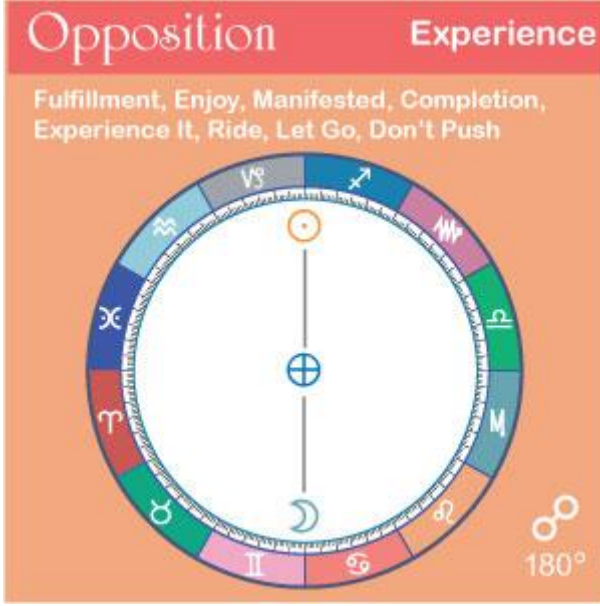 Opposition Experience
Fulfillment, Enjoy, Manifested, Completion,
Experience It, Ride, Let Go, Don't Push
180°